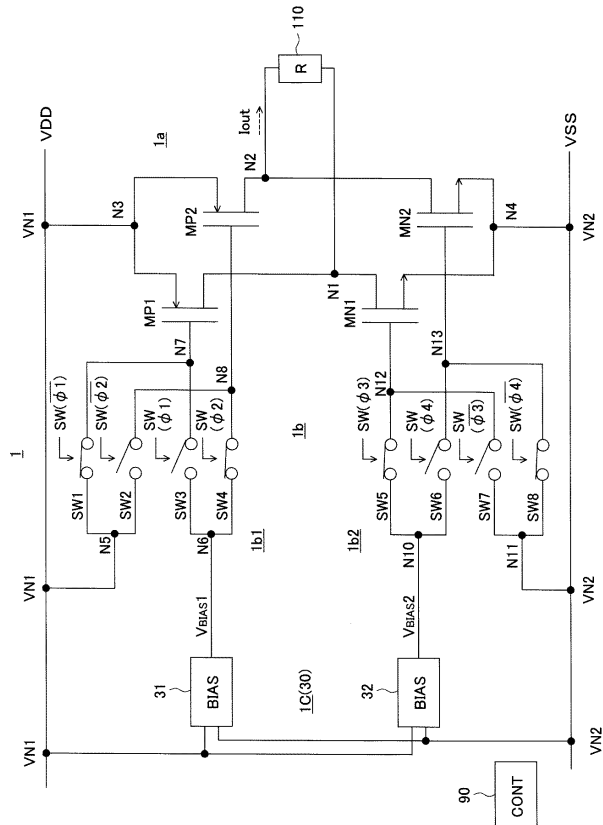 1
VN1
VN1
VN1
VDD
N3
1a
MP1
MP2
N7
N8
N2
Iout
110
R
N1
SW1
SW(φ1)
SW2
SW(φ2)
SW3
SW
(φ1)
SW4
SW
(φ2)
N5
N6
1b1
1b
VBIAS1
31
BIAS
1C(30)
MN1
MN2
N12
N13
N4
SW5
SW(φ3)
SW6
SW
(φ4)
SW7
SW
(φ3)
SW8
SW(φ4)
N10
N11
1b2
VBIAS2
32
BIAS
VN2
VN2
VN2
VSS
90
CONT